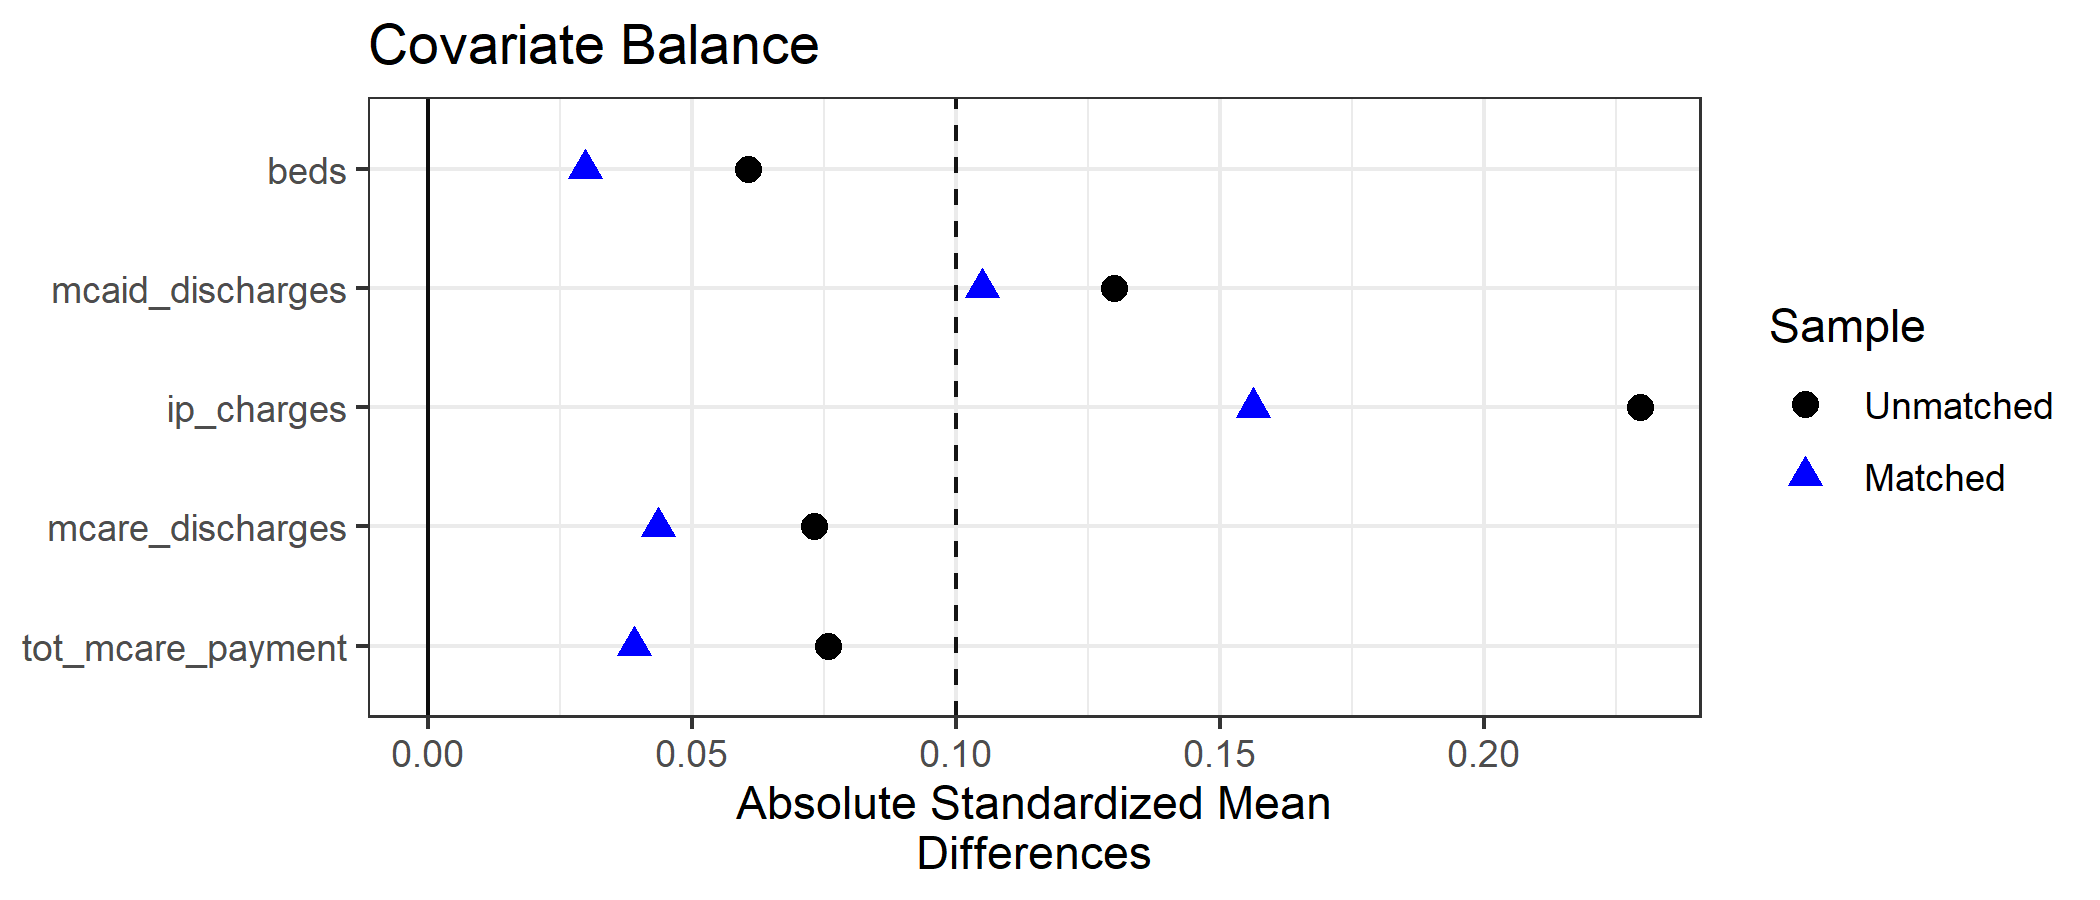 Covariate Balance
beds
mcaid_discharges
ip_charges
mcare_discharges
tot_mcare_payment
0.00
0.05
0.10
0.15
0.20
Absolute Standardized Mean
Differences
Sample
Unmatched
Matched